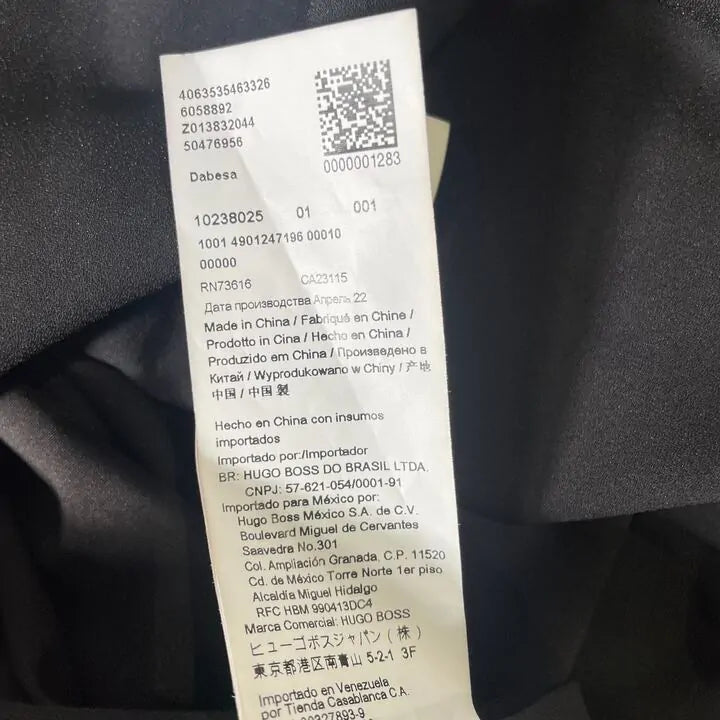 4063535463326
6058892
Z013832044
50476956
0000001283
Dabesa
10238025 01 001
1001 4901247196 00010
00000
RN73616 CA23115
Дата производства Апрель 22
Made in China / Fabriqué en Chine /
Prodotto in Cina / Hecho en China /
Produzido em China / Произведено в
Китай / Wyprodukowano w Chiny / 产地
中国 / 中国製
Hecho en China con insumos
importados
Importado por:/Importador
BR: HUGO BOSS DO BRASIL LTDA.
CNPJ: 57-621-054/0001-91
Importado para México por:
Hugo Boss México S.A. de C.V.
Boulevard Miguel de Cervantes
Saavedra No.301
Col. Ampliación Granada, C.P. 11520
Cd. de México Torre Norte 1er piso
Alcaldía Miguel Hidalgo
RFC HBM 990413DC4
Marca Comercial: HUGO BOSS
ヒューゴボスジャパン(株)
東京都港区南青山 5-2-1 3F
Importado en Venezuela
por Tienda Casablanca C.A.